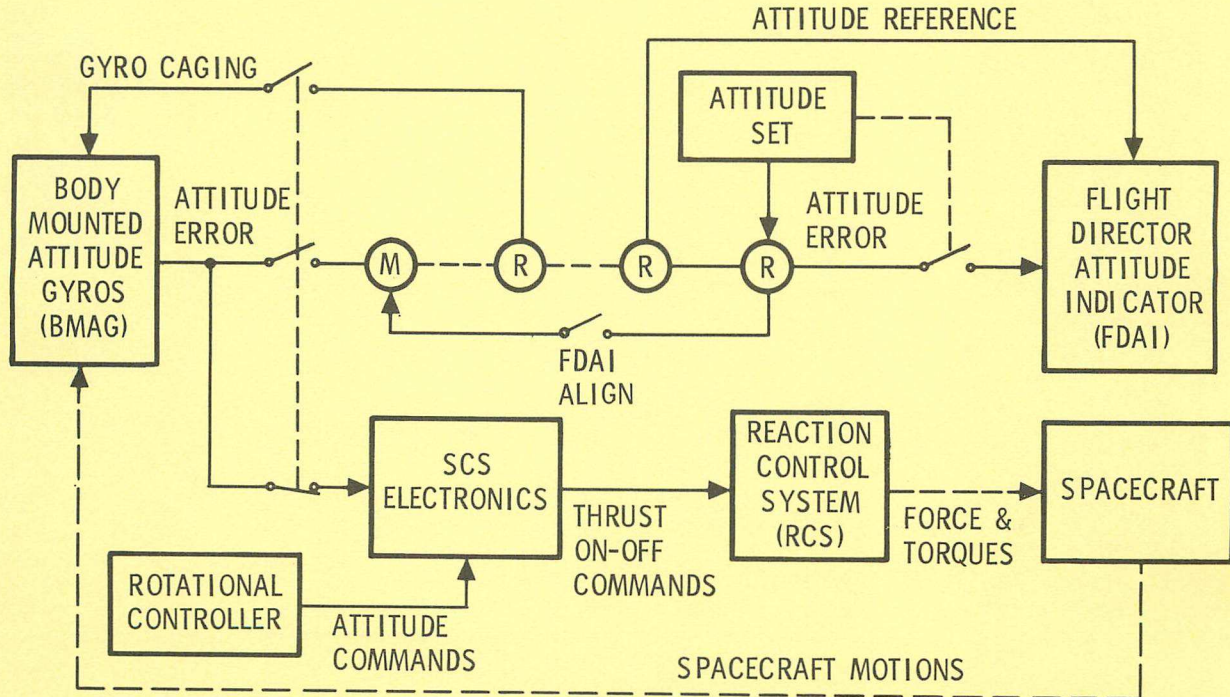 ATTITUDE REFERENCE
GYRO CAGING
ATTITUDE
SET
BODY
MOUNTED
ATTITUDE
GYROS
(BMAG)
ATTITUDE
ERROR
M
R
R
R
ATTITUDE
ERROR
FLIGHT
DIRECTOR
ATTITUDE
INDICATOR
(FDAI)
FDAI
ALIGN
SCS
ELECTRONICS
THRUST
ON-OFF
COMMANDS
REACTION
CONTROL
SYSTEM
(RCS)
FORCE &
TORQUES
SPACECRAFT
ROTATIONAL
CONTROLLER
ATTITUDE
COMMANDS
SPACECRAFT MOTIONS